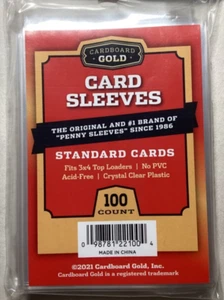 CARDBOARD
GOLD
CARD
SLEEVES
THE ORIGINAL AND #1 BRAND OF
"PENNY SLEEVES" SINCE 1986
STANDARD CARDS
Fits 3x4 Top Loaders | No PVC
Acid-Free | Crystal Clear Plastic
100
COUNT
0 98781 22100 4
MADE IN CHINA
©2021 Cardboard Gold, Inc.
Cardboard Gold is a registered trademark